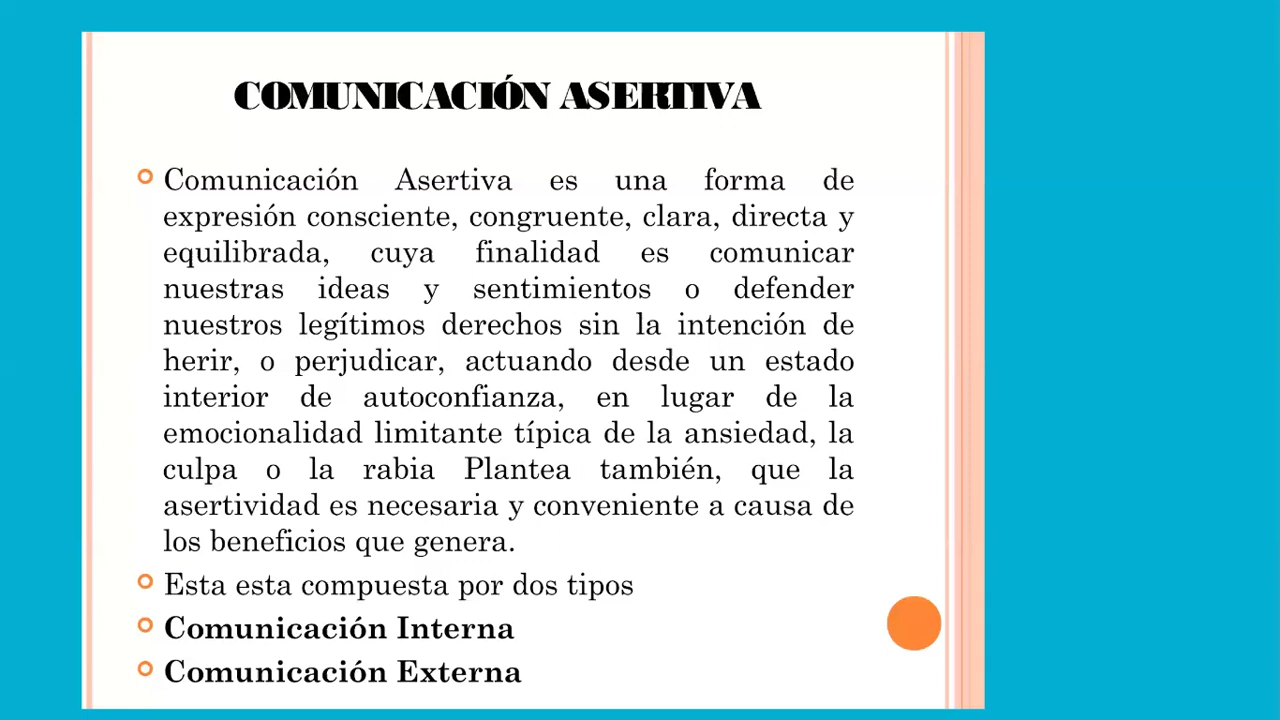 COMUNICACIÓN ASERTIVA
Comunicación Asertiva es una forma de
expresión consciente, congruente, clara, directa y
equilibrada, cuya finalidad es comunicar
nuestras ideas y sentimientos o defender
nuestros legítimos derechos sin la intención de
herir, o perjudicar, actuando desde un estado
interior de autoconfianza, en lugar de la
emocionalidad limitante típica de la ansiedad, la
culpa o la rabia Plantea también, que la
asertividad es necesaria y conveniente a causa de
los beneficios que genera.
Esta esta compuesta por dos tipos
Comunicación Interna
Comunicación Externa